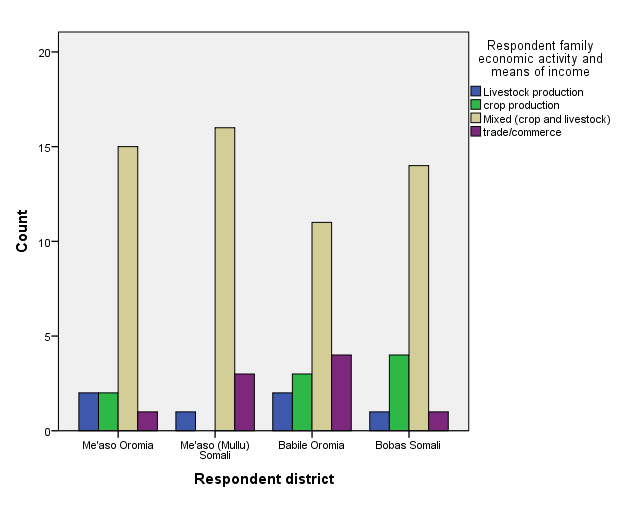 Respondent family
economic activity and
means of income
Livestock production
crop production
Mixed (crop and livestock)
trade/commerce
20
15
10
5
0
Count
Me'aso Oromia
Me'aso (Mullu)
Somali
Babile Oromia
Bobas Somali
Respondent district